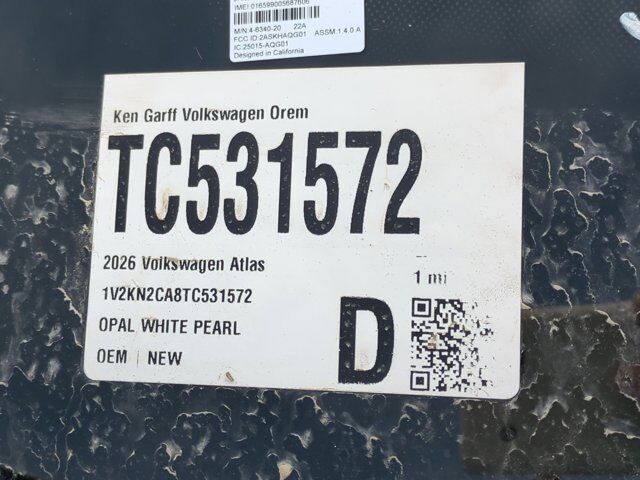 IMEI:016599005687606
M/N:4-6340-20 22A
FCC ID:2ASKHAQG01 ASSM:1.4.0 A
IC:25015-AQG01
Designed in California
Ken Garff Volkswagen Orem
TC531572
2026 Volkswagen Atlas
1 mi
1V2KN2CA8TC531572
OPAL WHITE PEARL
OEM | NEW
D